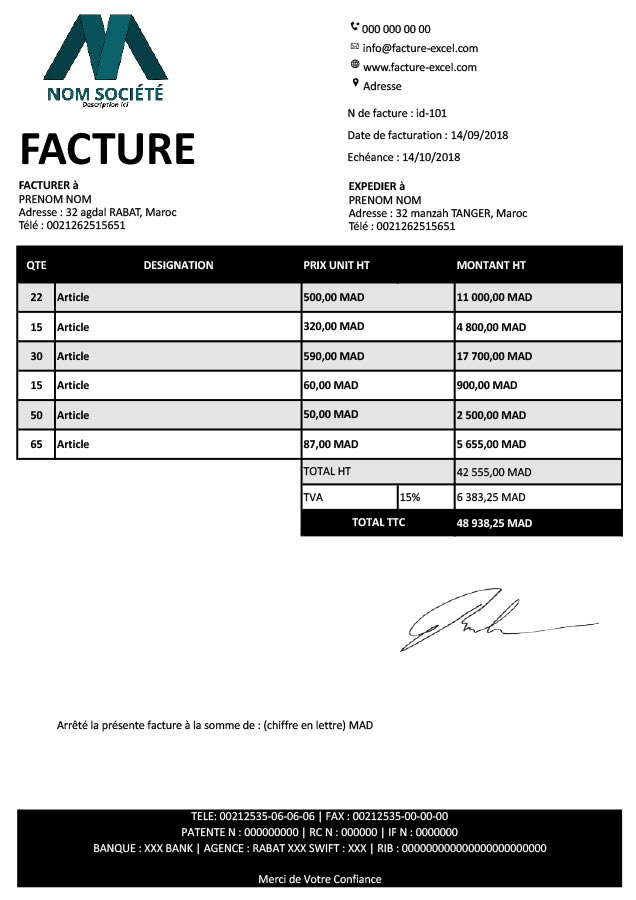 NOM SOCIÉTÉ
Description ici
000 000 00 00
info@facture-excel.com
www.facture-excel.com
Adresse
N de facture : id-101
Date de facturation : 14/09/2018
Echéance : 14/10/2018
FACTURE
FACTURER à
PRENOM NOM
Adresse : 32 agdal RABAT, Maroc
Télé : 0021262515651
EXPEDIER à
PRENOM NOM
Adresse : 32 manzah TANGER, Maroc
Télé : 0021262515651
QTE DESIGNATION PRIX UNIT HT MONTANT HT
22 Article 500,00 MAD 11 000,00 MAD
15 Article 320,00 MAD 4 800,00 MAD
30 Article 590,00 MAD 17 700,00 MAD
15 Article 60,00 MAD 900,00 MAD
50 Article 50,00 MAD 2 500,00 MAD
65 Article 87,00 MAD 5 655,00 MAD
TOTAL HT 42 555,00 MAD
TVA 15% 6 383,25 MAD
TOTAL TTC 48 938,25 MAD
Arrêté la présente facture à la somme de : (chiffre en lettre) MAD
TELE: 00212535-06-06-06 | FAX : 00212535-00-00-00
PATENTE N : 000000000 | RC N : 000000 | IF N : 0000000
BANQUE : XXX BANK | AGENCE : RABAT XXX SWIFT : XXX | RIB : 000000000000000000000000
Merci de Votre Confiance